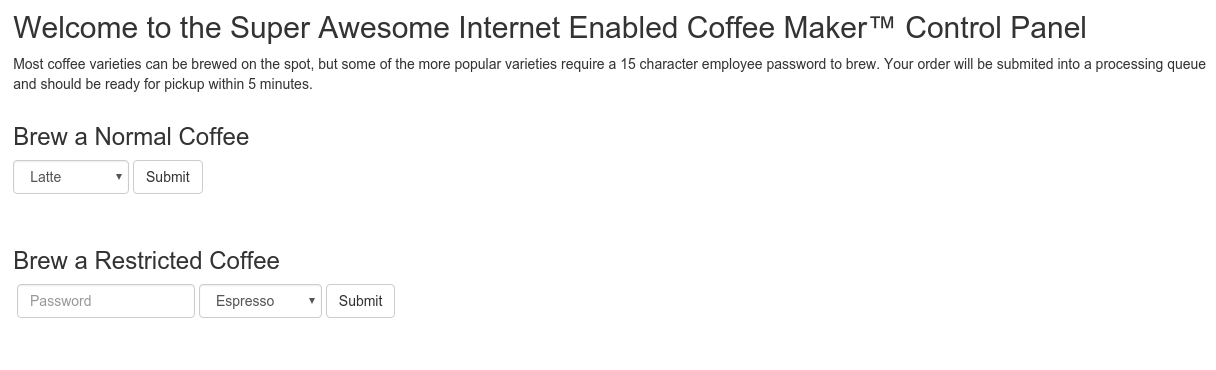 Welcome to the Super Awesome Internet Enabled Coffee Maker™ Control Panel
Most coffee varieties can be brewed on the spot, but some of the more popular varieties require a 15 character employee password to brew. Your order will be submited into a processing queue
and should be ready for pickup within 5 minutes.
Brew a Normal Coffee
Latte Submit
Brew a Restricted Coffee
Password Espresso Submit